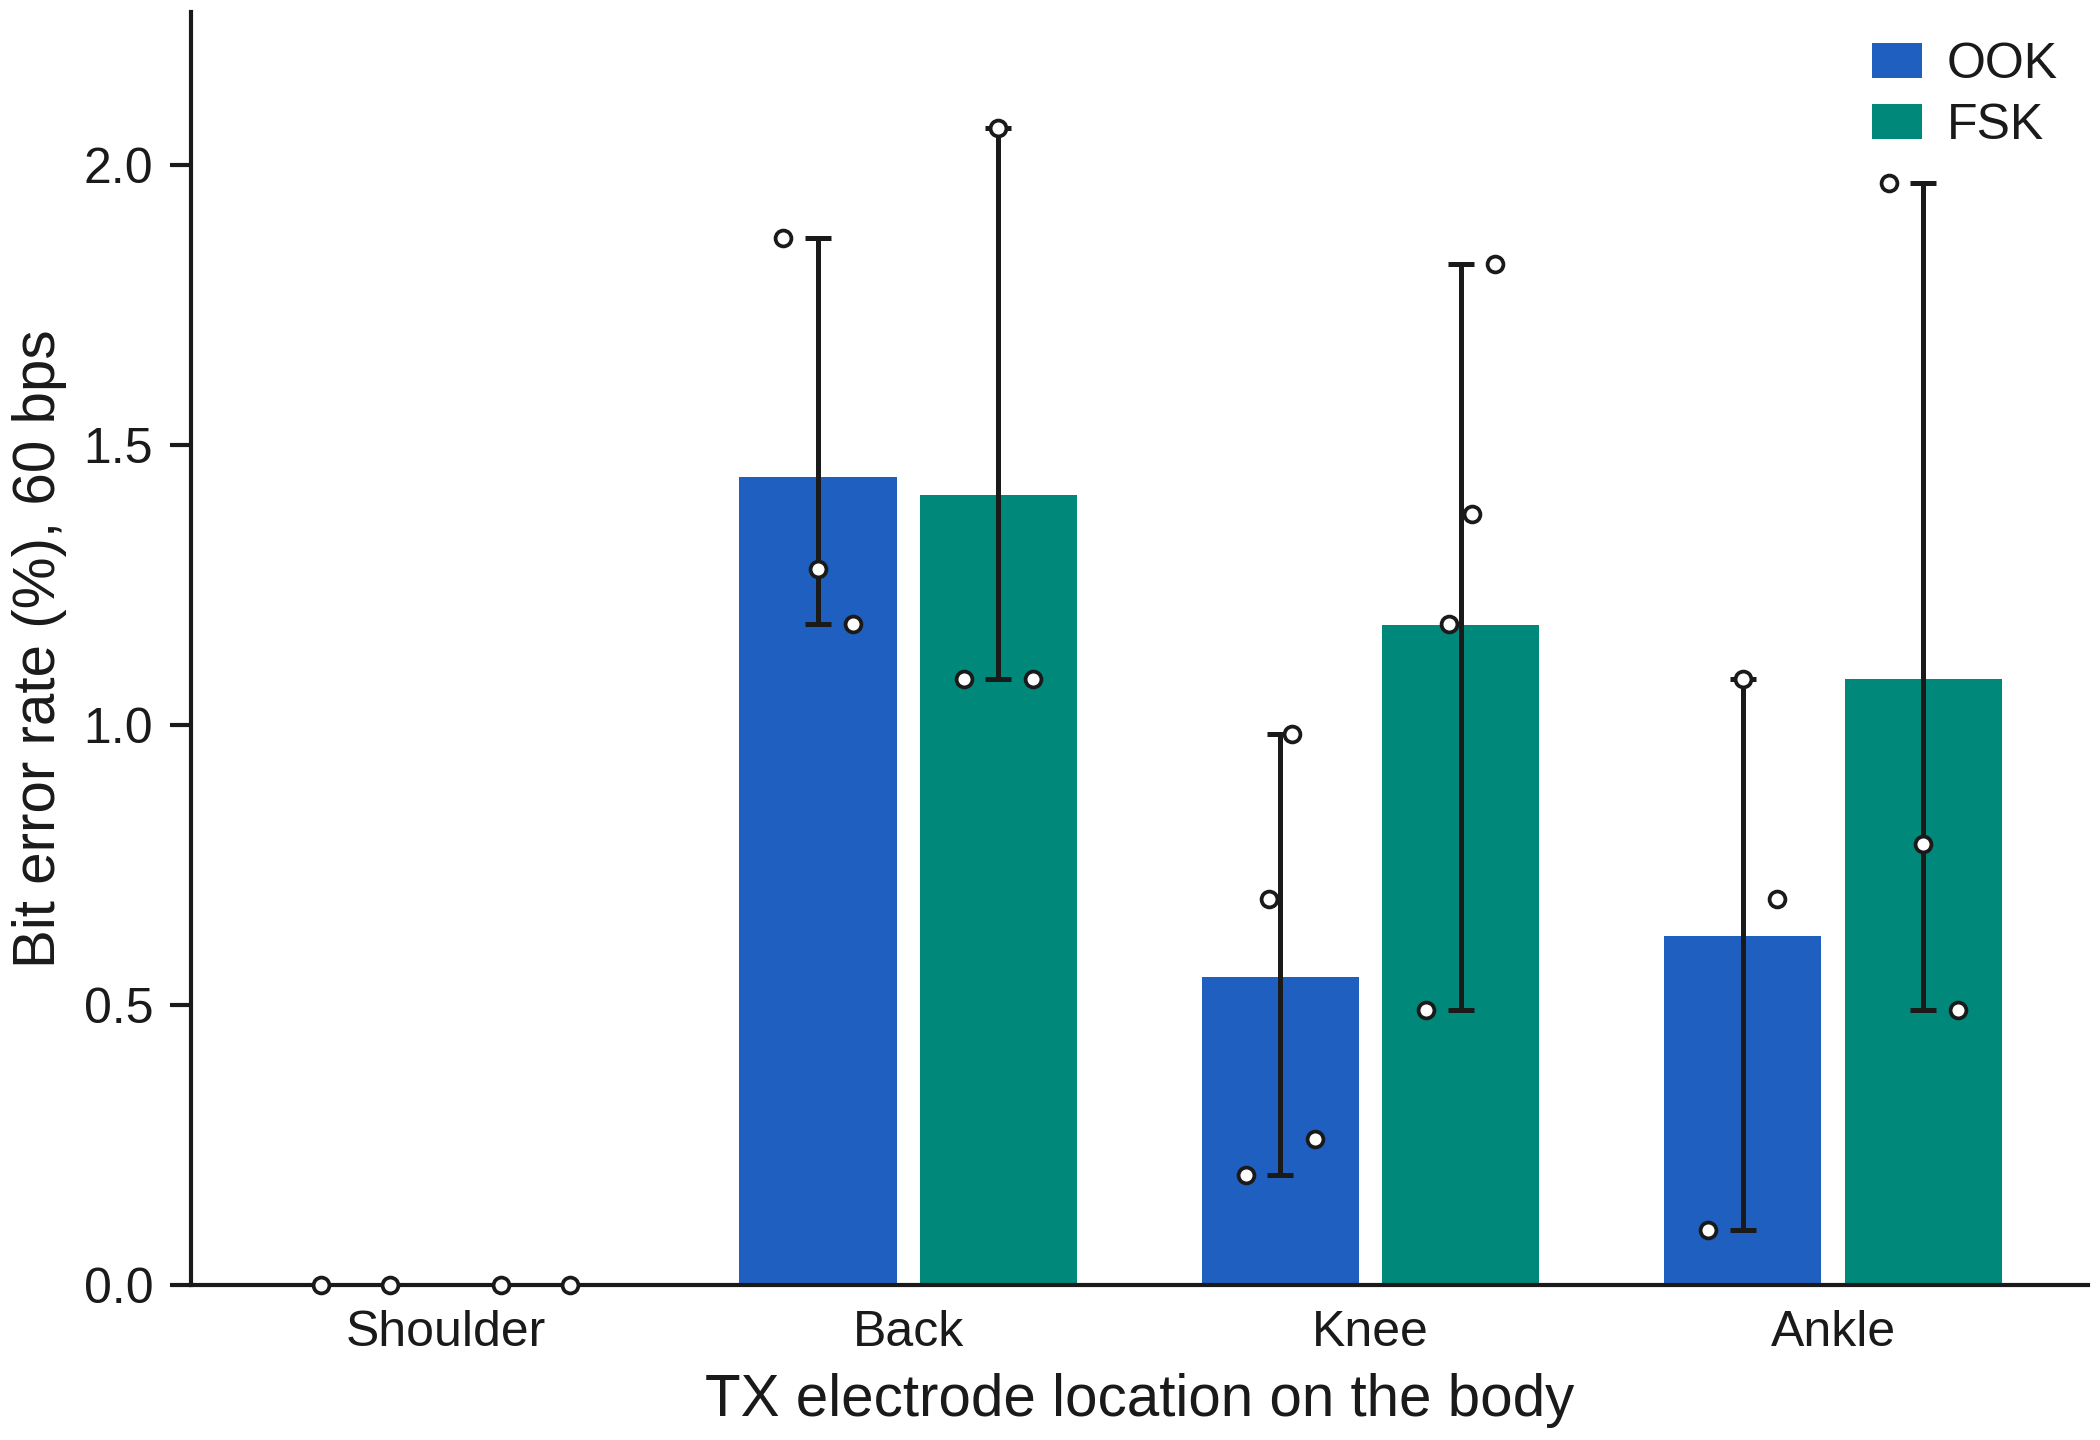 OOK
FSK
Bit error rate (%), 60 bps
2.0
1.5
1.0
0.5
0.0
Shoulder
Back
Knee
Ankle
TX electrode location on the body